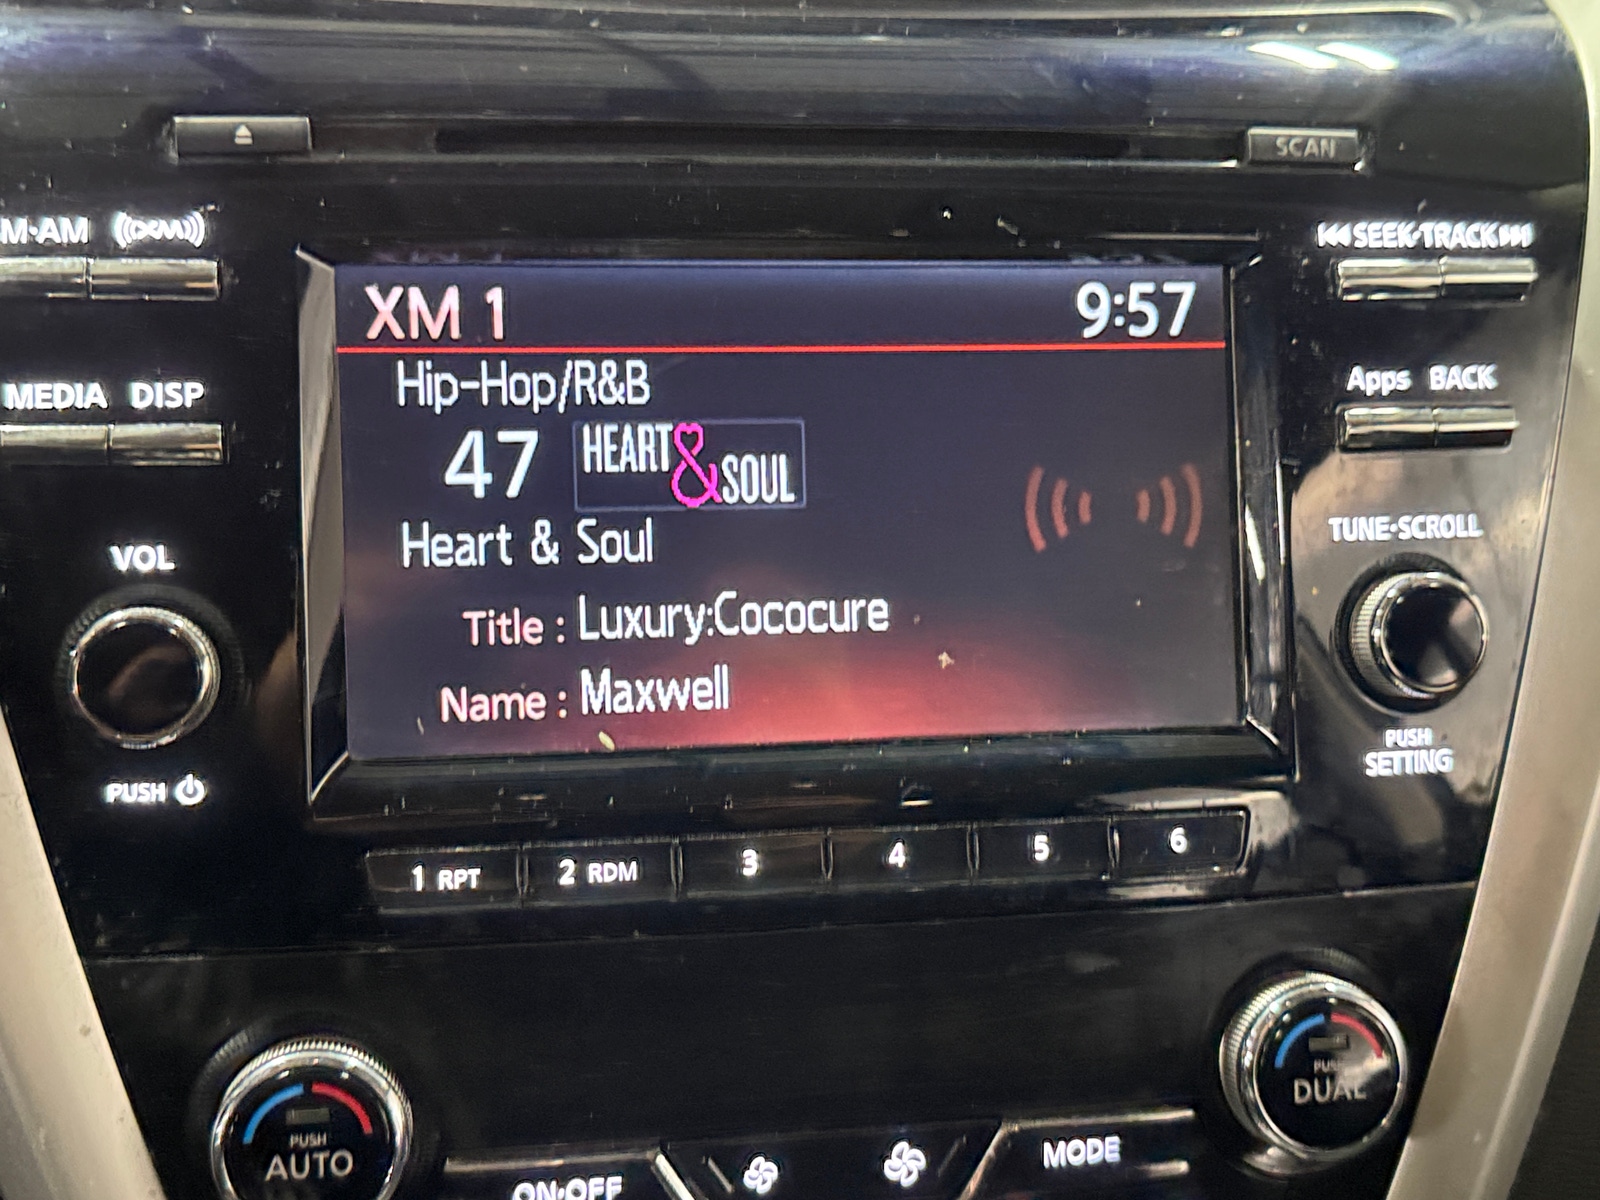 SCAN
M·AM ((XM))
SEEK·TRACK
XM 1 9:57
Hip-Hop/R&B
MEDIA DISP
Apps BACK
47 HEART & SOUL
Heart & Soul
VOL
TUNE·SCROLL
Title : Luxury:Cococure
Name : Maxwell
PUSH
SETTING
PUSH
1 RPT 2 RDM 3 4 5 6
PUSH
DUAL
PUSH
AUTO
MODE
ON·OFF